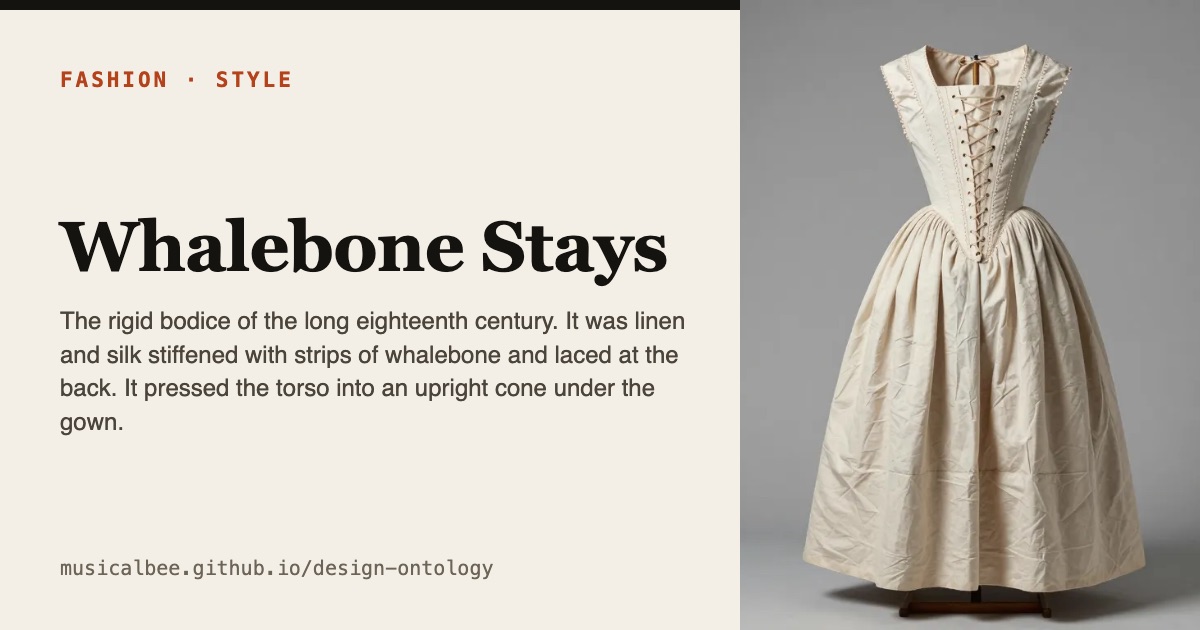 FASHION · STYLE
Whalebone Stays
The rigid bodice of the long eighteenth century. It was linen
and silk stiffened with strips of whalebone and laced at the
back. It pressed the torso into an upright cone under the
gown.
musicalbee.github.io/design-ontology